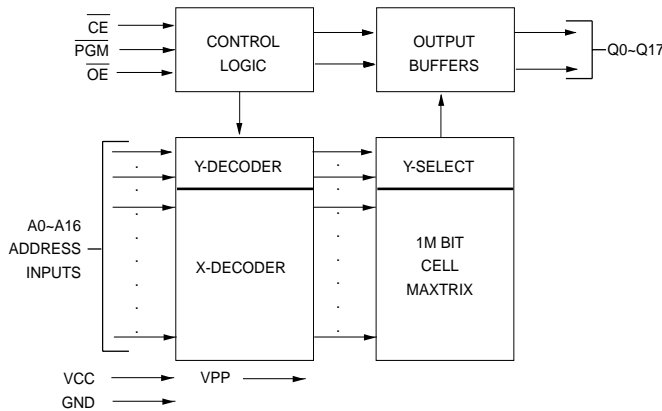 CE
PGM
OE
CONTROL
LOGIC
OUTPUT
BUFFERS
Q0~Q17
A0~A16
ADDRESS
INPUTS
Y-DECODER
X-DECODER
Y-SELECT
1M BIT
CELL
MAXTRIX
VCC
GND
VPP